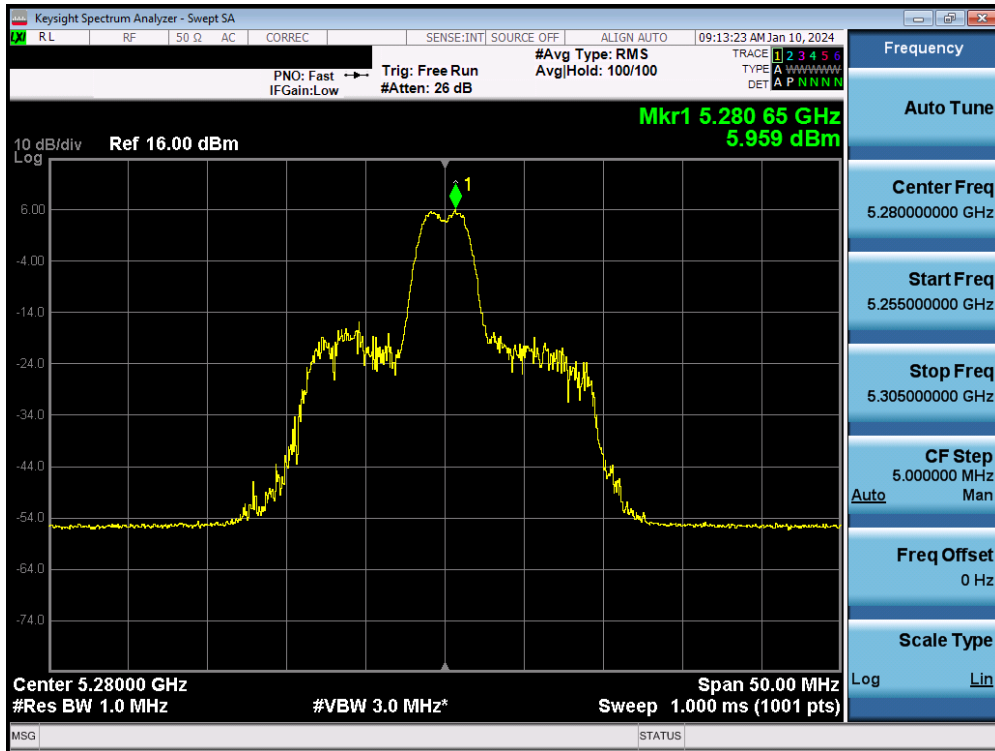 Keysight Spectrum Analyzer - Swept SA
LXI RL RF 50 Ω AC CORREC SENSE:INT SOURCE OFF ALIGN AUTO 09:13:23 AM Jan 10, 2024
PNO: Fast
IFGain:Low
Trig: Free Run
#Atten: 26 dB
#Avg Type: RMS
Avg|Hold: 100/100
TRACE 1 2 3 4 5 6
TYPE A WWWWW
DET A P N N N N
Mkr1 5.280 65 GHz
5.959 dBm
10 dB/div Ref 16.00 dBm
Log
1
6.00
-4.00
-14.0
-24.0
-34.0
-44.0
-54.0
-64.0
-74.0
Center 5.28000 GHz Span 50.00 MHz
#Res BW 1.0 MHz #VBW 3.0 MHz* Sweep 1.000 ms (1001 pts)
MSG STATUS
Frequency
Auto Tune
Center Freq
5.280000000 GHz
Start Freq
5.255000000 GHz
Stop Freq
5.305000000 GHz
CF Step
5.000000 MHz
Auto Man
Freq Offset
0 Hz
Scale Type
Log Lin